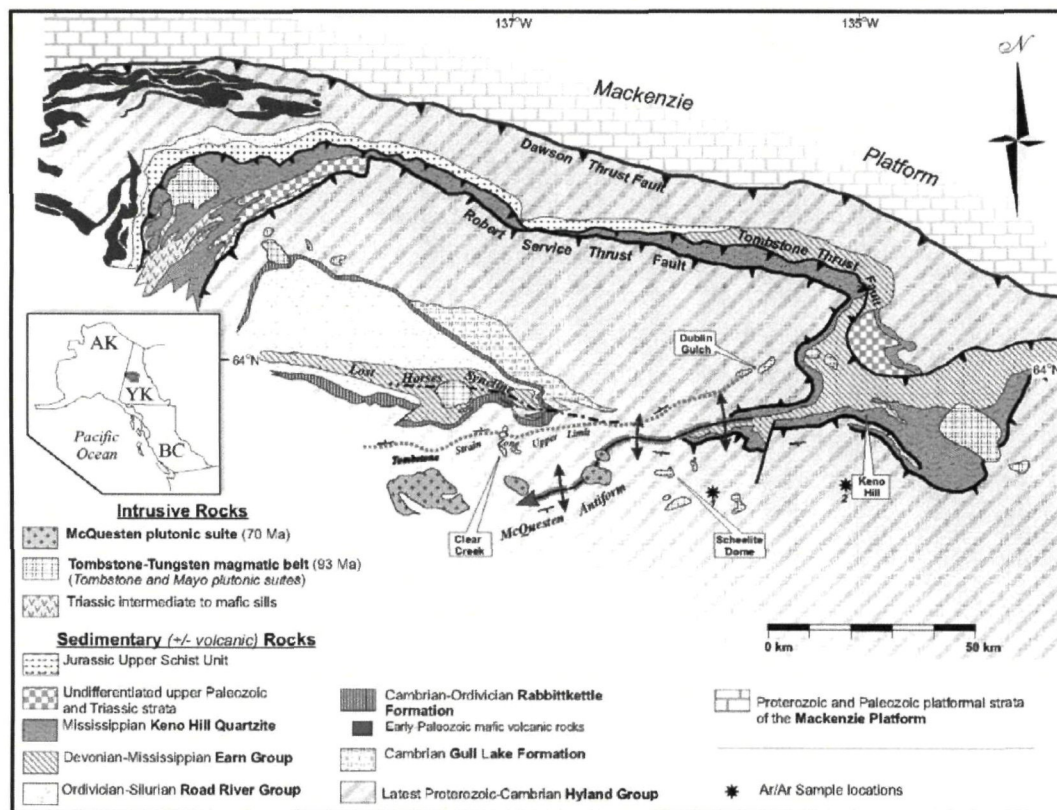 137°W
135°W
N
Mackenzie
Platform
Dawson Thrust Fault
Tombstone Thrust Fault
Robert Service Thrust Fault
64°N
64°N
Dublin
Gulch
Lost Horses Syncline
Tombstone Strain Zone Upper Limit
McQuesten Antiform
Clear
Creek
Scheelite
Dome
Keno
Hill
2
AK
YK
BC
Pacific
Ocean
0 km
50 km
Intrusive Rocks
McQuesten plutonic suite (70 Ma)
Tombstone-Tungsten magmatic belt (93 Ma)
(Tombstone and Mayo plutonic suites)
Triassic intermediate to mafic sills
Sedimentary (+/- volcanic) Rocks
Jurassic Upper Schist Unit
Undifferentiated upper Paleozoic
and Triassic strata
Mississippian Keno Hill Quartzite
Devonian-Mississippian Earn Group
Ordivician-Silurian Road River Group
Cambrian-Ordivician Rabbittkettle
Formation
Early-Paleozoic mafic volcanic rocks
Cambrian Gull Lake Formation
Latest Proterozoic-Cambrian Hyland Group
Proterozoic and Paleozoic platformal strata
of the Mackenzie Platform
Ar/Ar Sample locations